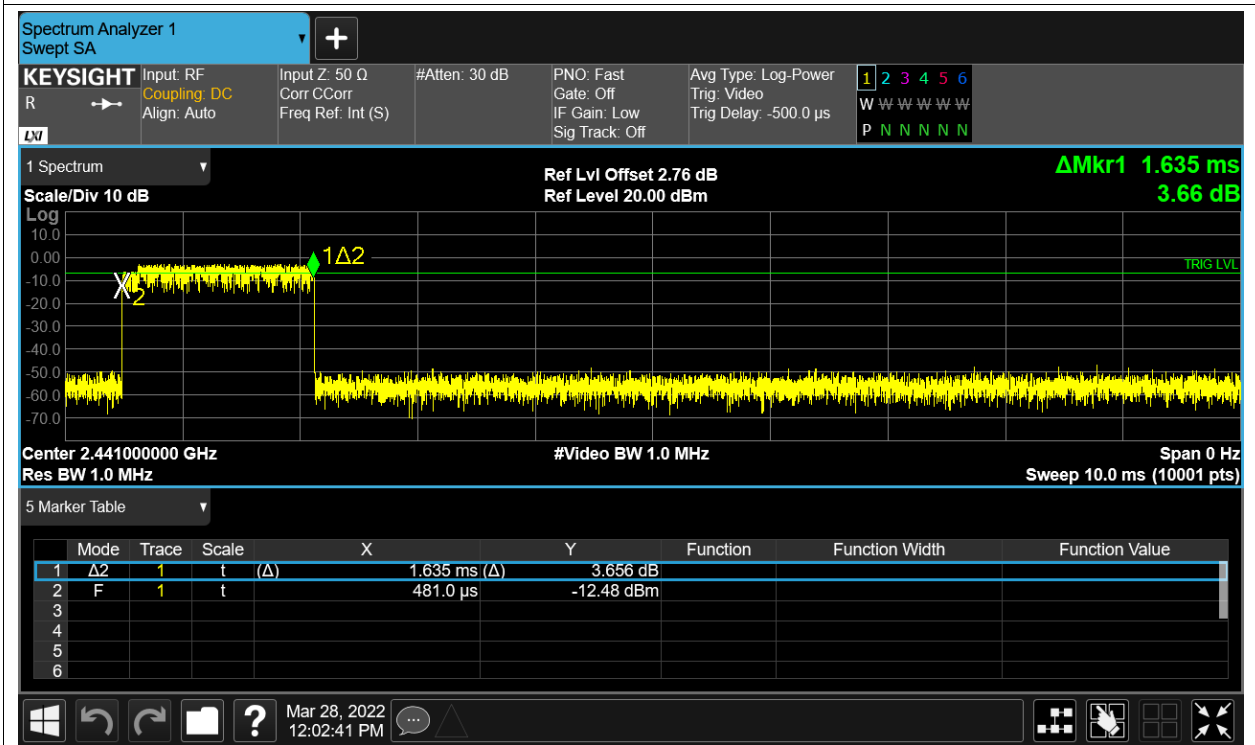 Spectrum Analyzer 1
Swept SA
+
KEYSIGHT Input: RF Input Z: 50 Ω #Atten: 30 dB PNO: Fast Avg Type: Log-Power 1 2 3 4 5 6
R Coupling: DC Corr CCorr Gate: Off Trig: Video W W W W W W
Align: Auto Freq Ref: Int (S) IF Gain: Low Trig Delay: -500.0 µs P N N N N N
LXI Sig Track: Off
1 Spectrum Ref Lvl Offset 2.76 dB ΔMkr1 1.635 ms
Scale/Div 10 dB Ref Level 20.00 dBm 3.66 dB
Log
10.0
0.00 1Δ2 TRIG LVL
-10.0
2
-20.0
-30.0
-40.0
-50.0
-60.0
-70.0
Center 2.441000000 GHz #Video BW 1.0 MHz Span 0 Hz
Res BW 1.0 MHz Sweep 10.0 ms (10001 pts)
5 Marker Table
Mode Trace Scale X Y Function Function Width Function Value
1 Δ2 1 t (Δ) 1.635 ms (Δ) 3.656 dB
2 F 1 t 481.0 µs -12.48 dBm
3
4
5
6
? Mar 28, 2022
12:02:41 PM